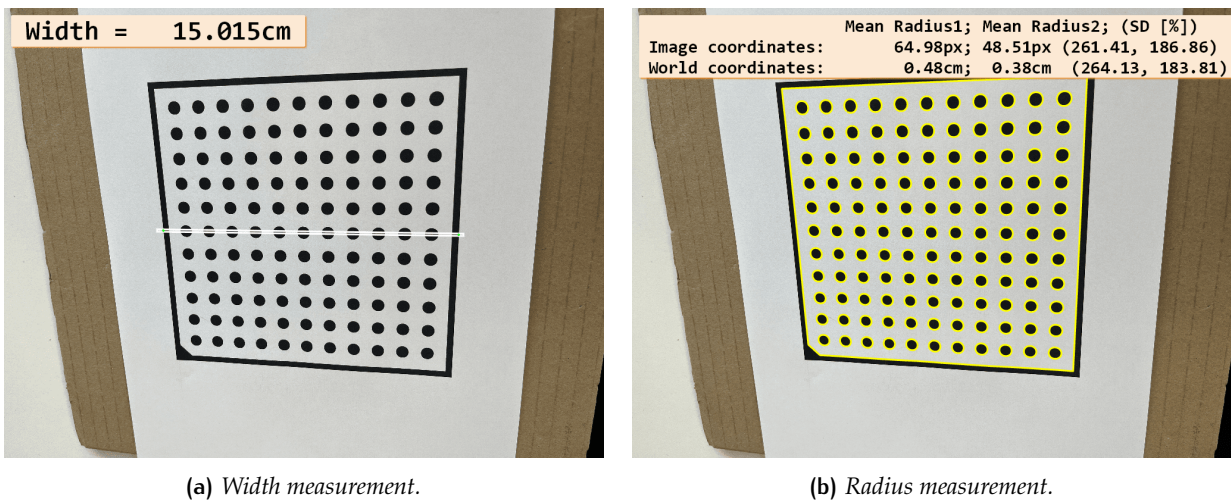 Width = 15.015cm
Mean Radius1; Mean Radius2; (SD [%])
Image coordinates: 64.98px; 48.51px (261.41, 186.86)
World coordinates: 0.48cm; 0.38cm (264.13, 183.81)
(a) Width measurement.
(b) Radius measurement.